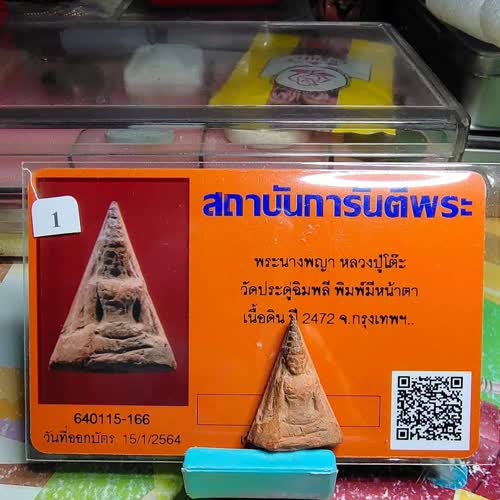 1
สถาบันการันตีพระ
พระนางพญา หลวงปู่โต๊ะ
วัดประดู่ฉิมพลี พิมพ์มีหน้าตา
เนื้อดิน ปี 2472 จ.กรุงเทพฯ..
640115-166
วันที่ออกบัตร 15/1/2564